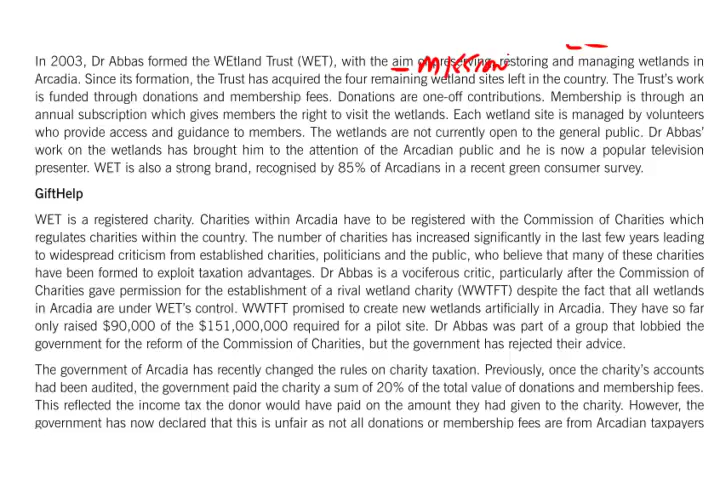 In 2003, Dr Abbas formed the WEtland Trust (WET), with the aim of preserving, restoring and managing wetlands in
mission
Arcadia. Since its formation, the Trust has acquired the four remaining wetland sites left in the country. The Trust's work
is funded through donations and membership fees. Donations are one-off contributions. Membership is through an
annual subscription which gives members the right to visit the wetlands. Each wetland site is managed by volunteers
who provide access and guidance to members. The wetlands are not currently open to the general public. Dr Abbas'
work on the wetlands has brought him to the attention of the Arcadian public and he is now a popular television
presenter. WET is also a strong brand, recognised by 85% of Arcadians in a recent green consumer survey.
GiftHelp
WET is a registered charity. Charities within Arcadia have to be registered with the Commission of Charities which
regulates charities within the country. The number of charities has increased significantly in the last few years leading
to widespread criticism from established charities, politicians and the public, who believe that many of these charities
have been formed to exploit taxation advantages. Dr Abbas is a vociferous critic, particularly after the Commission of
Charities gave permission for the establishment of a rival wetland charity (WWTFT) despite the fact that all wetlands
in Arcadia are under WET's control. WWTFT promised to create new wetlands artificially in Arcadia. They have so far
only raised $90,000 of the $151,000,000 required for a pilot site. Dr Abbas was part of a group that lobbied the
government for the reform of the Commission of Charities, but the government has rejected their advice.
The government of Arcadia has recently changed the rules on charity taxation. Previously, once the charity's accounts
had been audited, the government paid the charity a sum of 20% of the total value of donations and membership fees.
This reflected the income tax the donor would have paid on the amount they had given to the charity. However, the
government has now declared that this is unfair as not all donations or membership fees are from Arcadian taxpayers